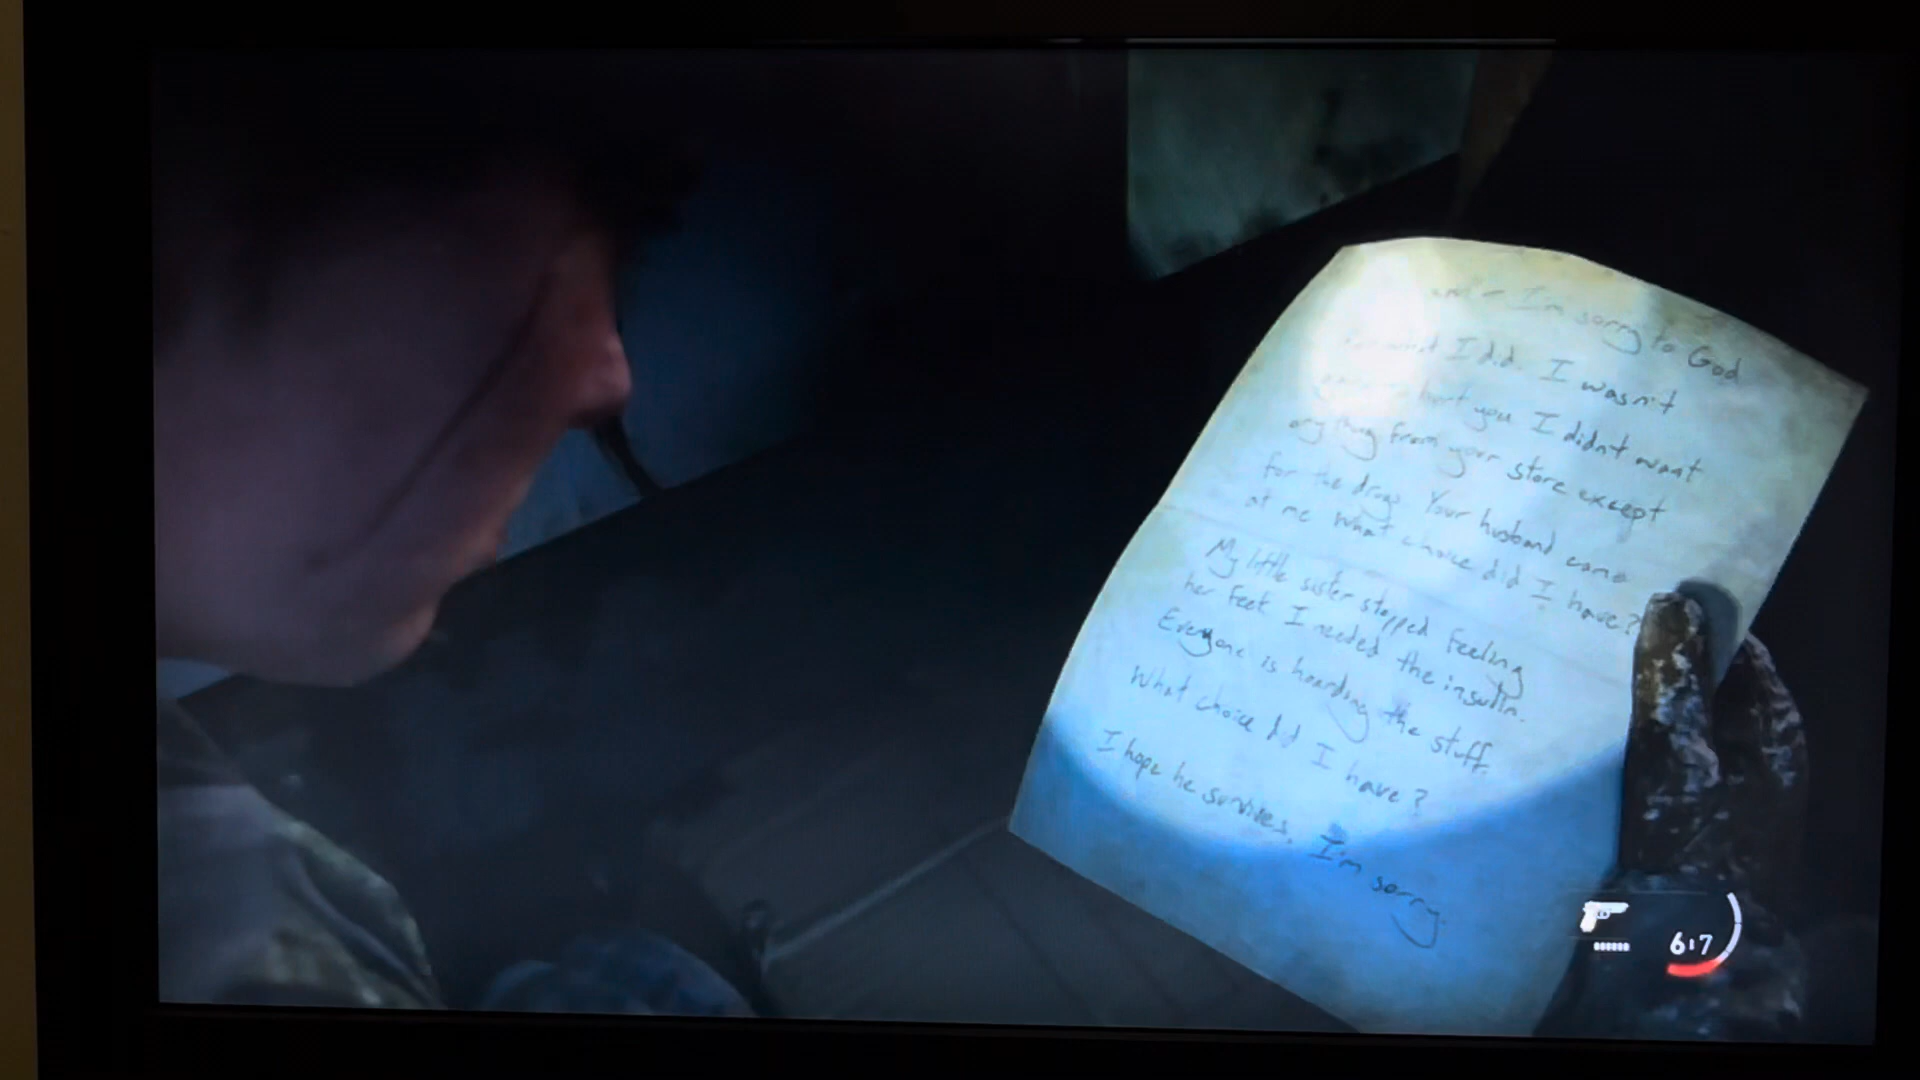 I'm sorry to God
I did. I wasn't
hurt you I didn't want
anything from your store except
for the drugs Your husband came
at me What choice did I have?
My little sister stopped feeling
her feet I needed the insulin.
Everyone is hoarding the stuff.
What choice did I have?
I hope he survives. I'm sorry.
6 7